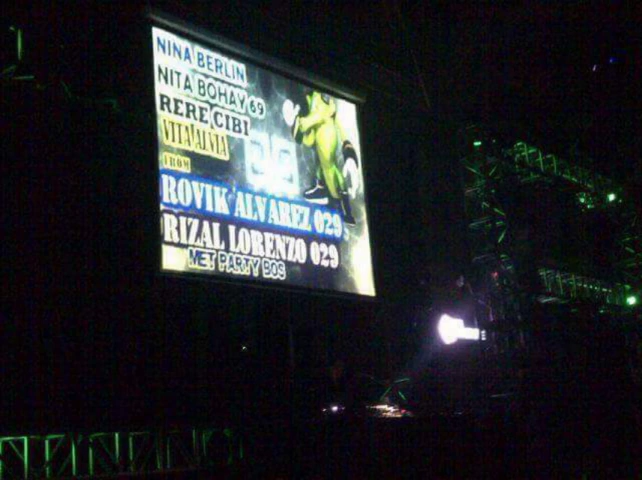 NINA BERLIN
NITA BOHAY 69
RERE CIBI
VITA ALVIA
FROM
ROVIK ALVAREZ 029
RIZAL LORENZO 029
MET PARTY BOS